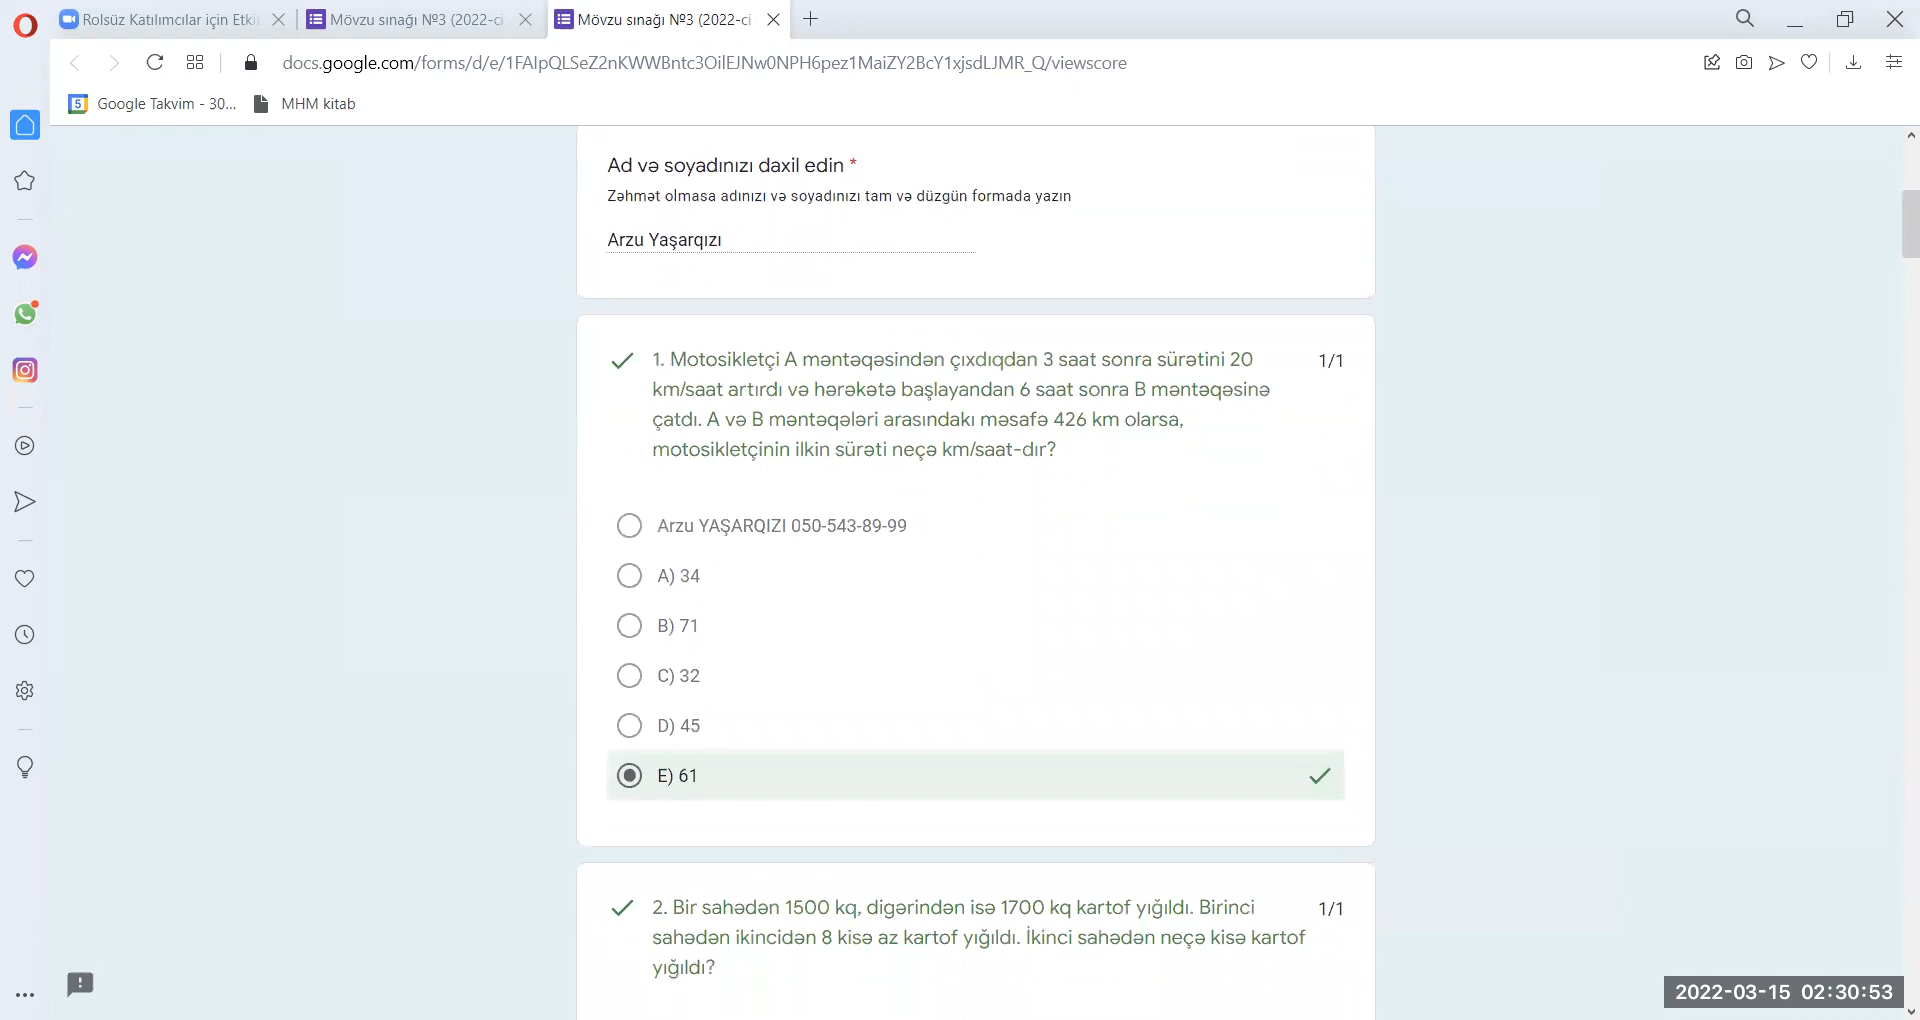 Rolsüz Katılımcılar için Etkin
Mövzu sınağı №3 (2022-ci
Mövzu sınağı №3 (2022-ci
docs.google.com/forms/d/e/1FAIpQLSeZ2nKWWBntc3OilEJNw0NPH6pez1MaiZY2BcY1xjsdLJMR_Q/viewscore
5 Google Takvim - 30...
MHM kitab
Ad və soyadınızı daxil edin *
Zəhmət olmasa adınızı və soyadınızı tam və düzgün formada yazın
Arzu Yaşarqızı
1. Motosikletçi A məntəqəsindən çıxdıqdan 3 saat sonra sürətini 20
1/1
km/saat artırdı və hərəkətə başlayandan 6 saat sonra B məntəqəsinə
çatdı. A və B məntəqələri arasındakı məsafə 426 km olarsa,
motosikletçinin ilkin sürəti neçə km/saat-dır?
Arzu YAŞARQIZI 050-543-89-99
A) 34
B) 71
C) 32
D) 45
E) 61
2. Bir sahədən 1500 kq, digərindən isə 1700 kq kartof yığıldı. Birinci
1/1
sahədən ikincidən 8 kisə az kartof yığıldı. İkinci sahədən neçə kisə kartof
yığıldı?
2022-03-15 02:30:53